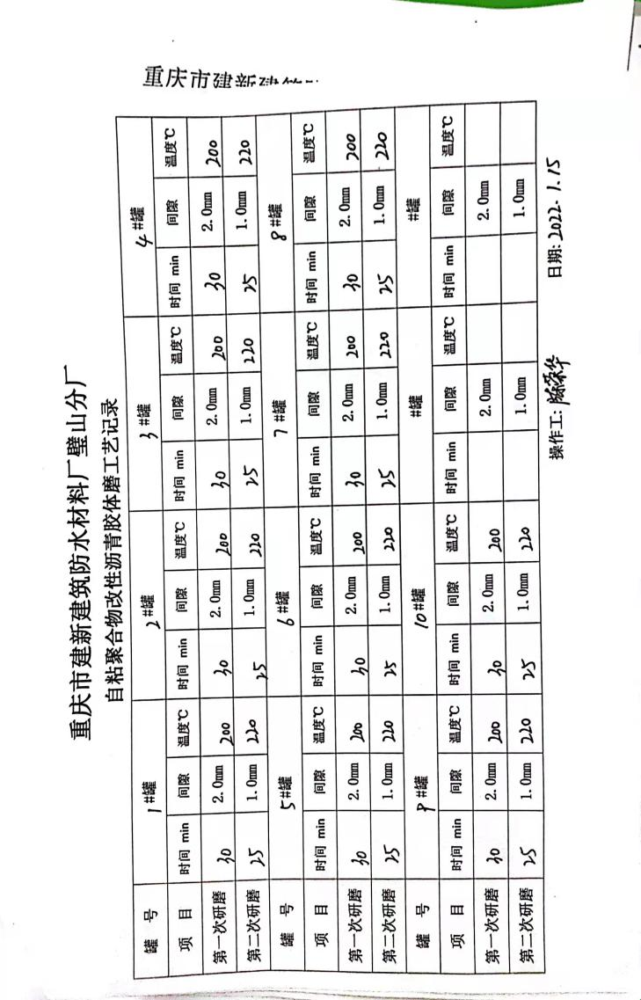 重庆市建新建筑防水材料厂璧山分厂
自粘聚合物改性沥青胶体磨工艺记录
罐 号 1#罐 2#罐 3#罐 4#罐
项 目 时间 min 间隙 温度℃ 时间 min 间隙 温度℃ 时间 min 间隙 温度℃ 时间 min 间隙 温度℃
第一次研磨 30 2.0mm 200 30 2.0mm 200 30 2.0mm 200 30 2.0mm 200
第二次研磨 25 1.0mm 220 25 1.0mm 220 25 1.0mm 220 25 1.0mm 220
罐 号 5#罐 6#罐 7#罐 8#罐
项 目 时间 min 间隙 温度℃ 时间 min 间隙 温度℃ 时间 min 间隙 温度℃ 时间 min 间隙 温度℃
第一次研磨 30 2.0mm 200 30 2.0mm 200 30 2.0mm 200 30 2.0mm 200
第二次研磨 25 1.0mm 220 25 1.0mm 220 25 1.0mm 220 25 1.0mm 220
罐 号 9#罐 10#罐 #罐 #罐
项 目 时间 min 间隙 温度℃ 时间 min 间隙 温度℃ 时间 min 间隙 温度℃ 时间 min 间隙 温度℃
第一次研磨 30 2.0mm 200 30 2.0mm 200 2.0mm 2.0mm
第二次研磨 25 1.0mm 220 25 1.0mm 220 1.0mm 1.0mm
操作工: 陈荣华 日期: 2022.1.15
重庆市建新建